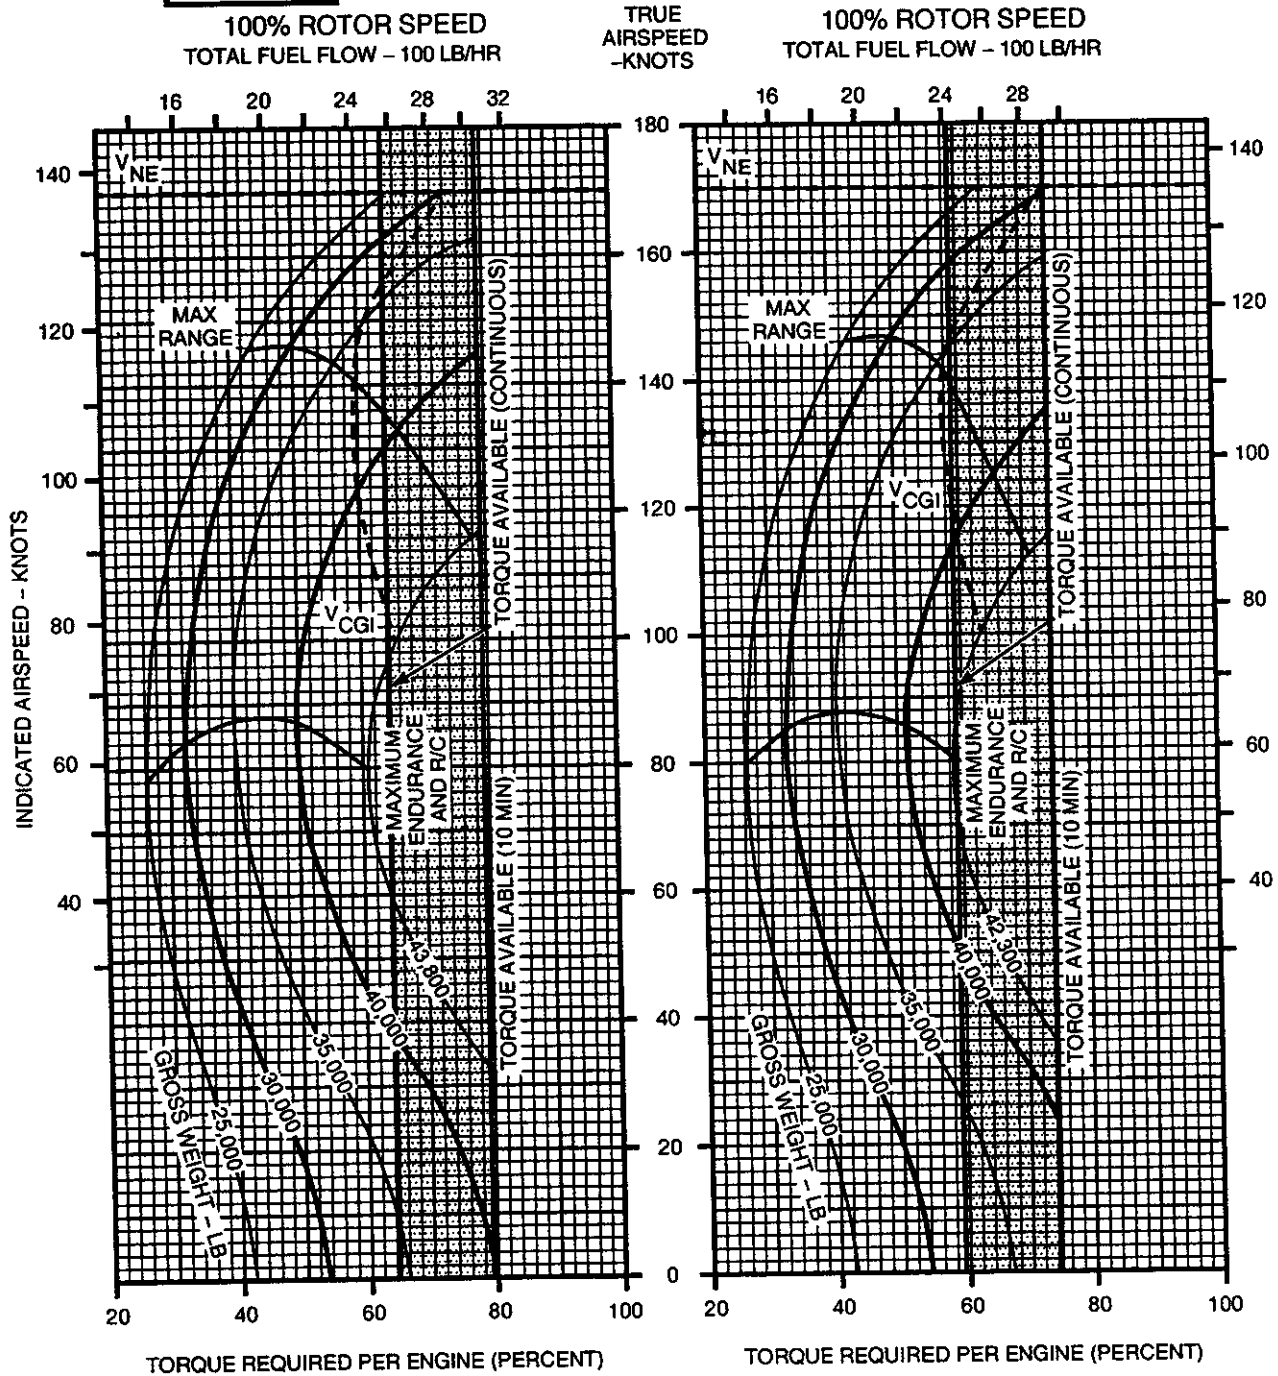 100% ROTOR SPEED
TOTAL FUEL FLOW – 100 LB/HR
TRUE
AIRSPEED
–KNOTS
100% ROTOR SPEED
TOTAL FUEL FLOW – 100 LB/HR
16 20 24 28 32
16 20 24 28
180
160
140
120
100
80
60
40
20
0
140
120
100
80
60
40
INDICATED AIRSPEED – KNOTS
VNE
MAX
RANGE
VCGI
TORQUE AVAILABLE (CONTINUOUS)
MAXIMUM
ENDURANCE
AND R/C
TORQUE AVAILABLE (10 MIN)
GROSS WEIGHT – LB
25,000
30,000
35,000
40,000
43,800
20 40 60 80 100
TORQUE REQUIRED PER ENGINE (PERCENT)
VNE
MAX
RANGE
VCGI
TORQUE AVAILABLE (CONTINUOUS)
MAXIMUM
ENDURANCE
AND R/C
TORQUE AVAILABLE (10 MIN)
GROSS WEIGHT – LB
25,000
30,000
35,000
40,000
42,300
140
120
100
80
60
40
20 40 60 80 100
TORQUE REQUIRED PER ENGINE (PERCENT)